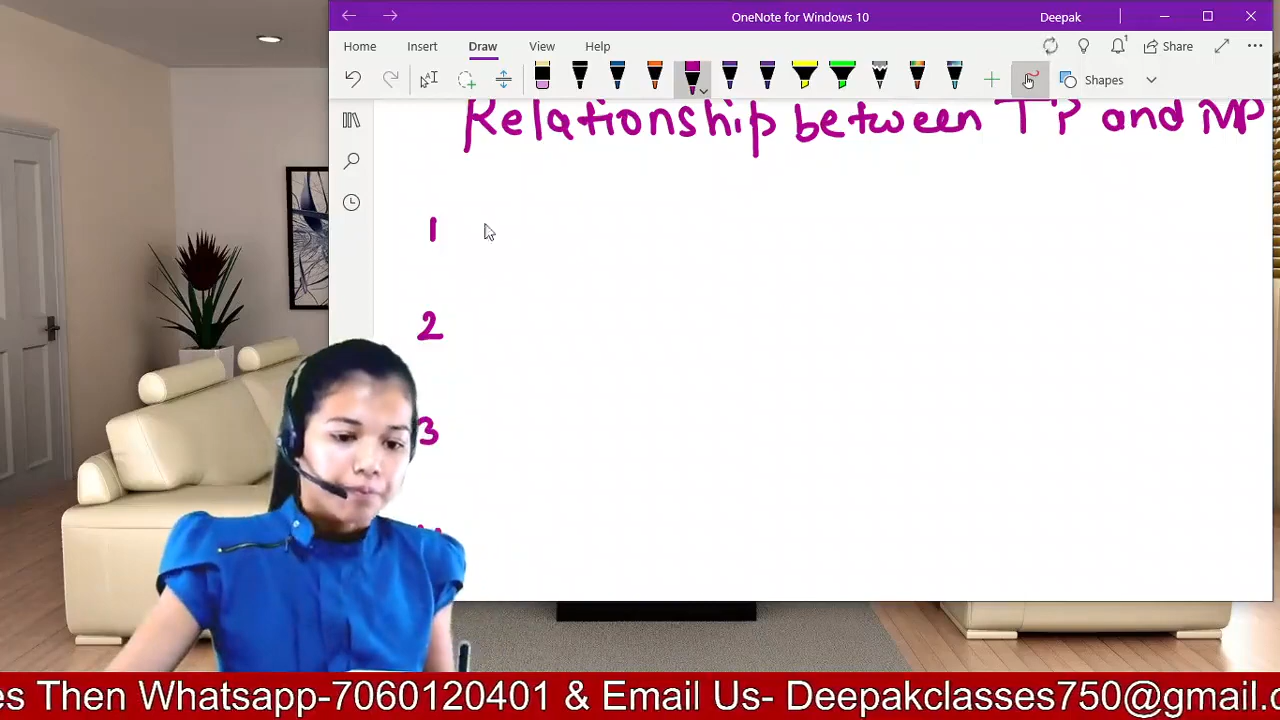 OneNote for Windows 10 Deepak
Home Insert Draw View Help Share
Shapes
Relationship between TP and MP
1
2
3
es Then Whatsapp-7060120401 & Email Us- Deepakclasses750@gmail.c